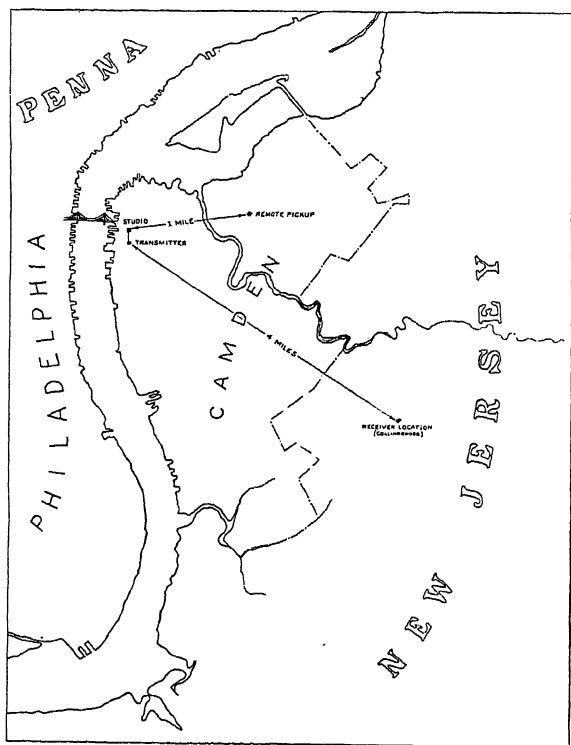 PENNA
STUDIO
1 MILE
REMOTE PICKUP
TRANSMITTER
PHILADELPHIA
CAMDEN
4 MILES
NEW JERSEY
RECEIVER LOCATION
(COLLINGSWOOD)